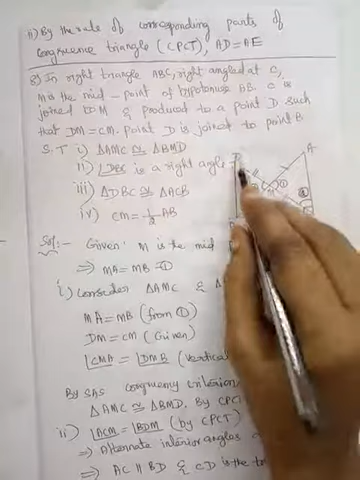 A) By the rule of corresponding parts of
congruence triangle (CPCT), AD=AE
8) In right triangle ABC, right angled at C,
M is the mid-point of hypotenuse AB. C is
joined to M & produced to a point D such
that DM=CM. Point D is joined to point B
S.T i) ΔAMC ≅ ΔBMD
ii) ∠DBC is a right angle
iii) ΔDBC ≅ ΔACB
iv) CM = 1/2 AB
D
A
M
①
Sol:- Given M is the mid
⇒ MA=MB -①
i) Consider ΔAMC &
MA=MB (from ①)
DM=CM (Given)
∠CMA = ∠DMB (vertical
By SAS congruency criterion,
ΔAMC ≅ ΔBMD. By CPC
ii) ∠ACM = ∠BDM (by CPCT)
⇒ Alternate interior angles
⇒ AC || BD & CD is the